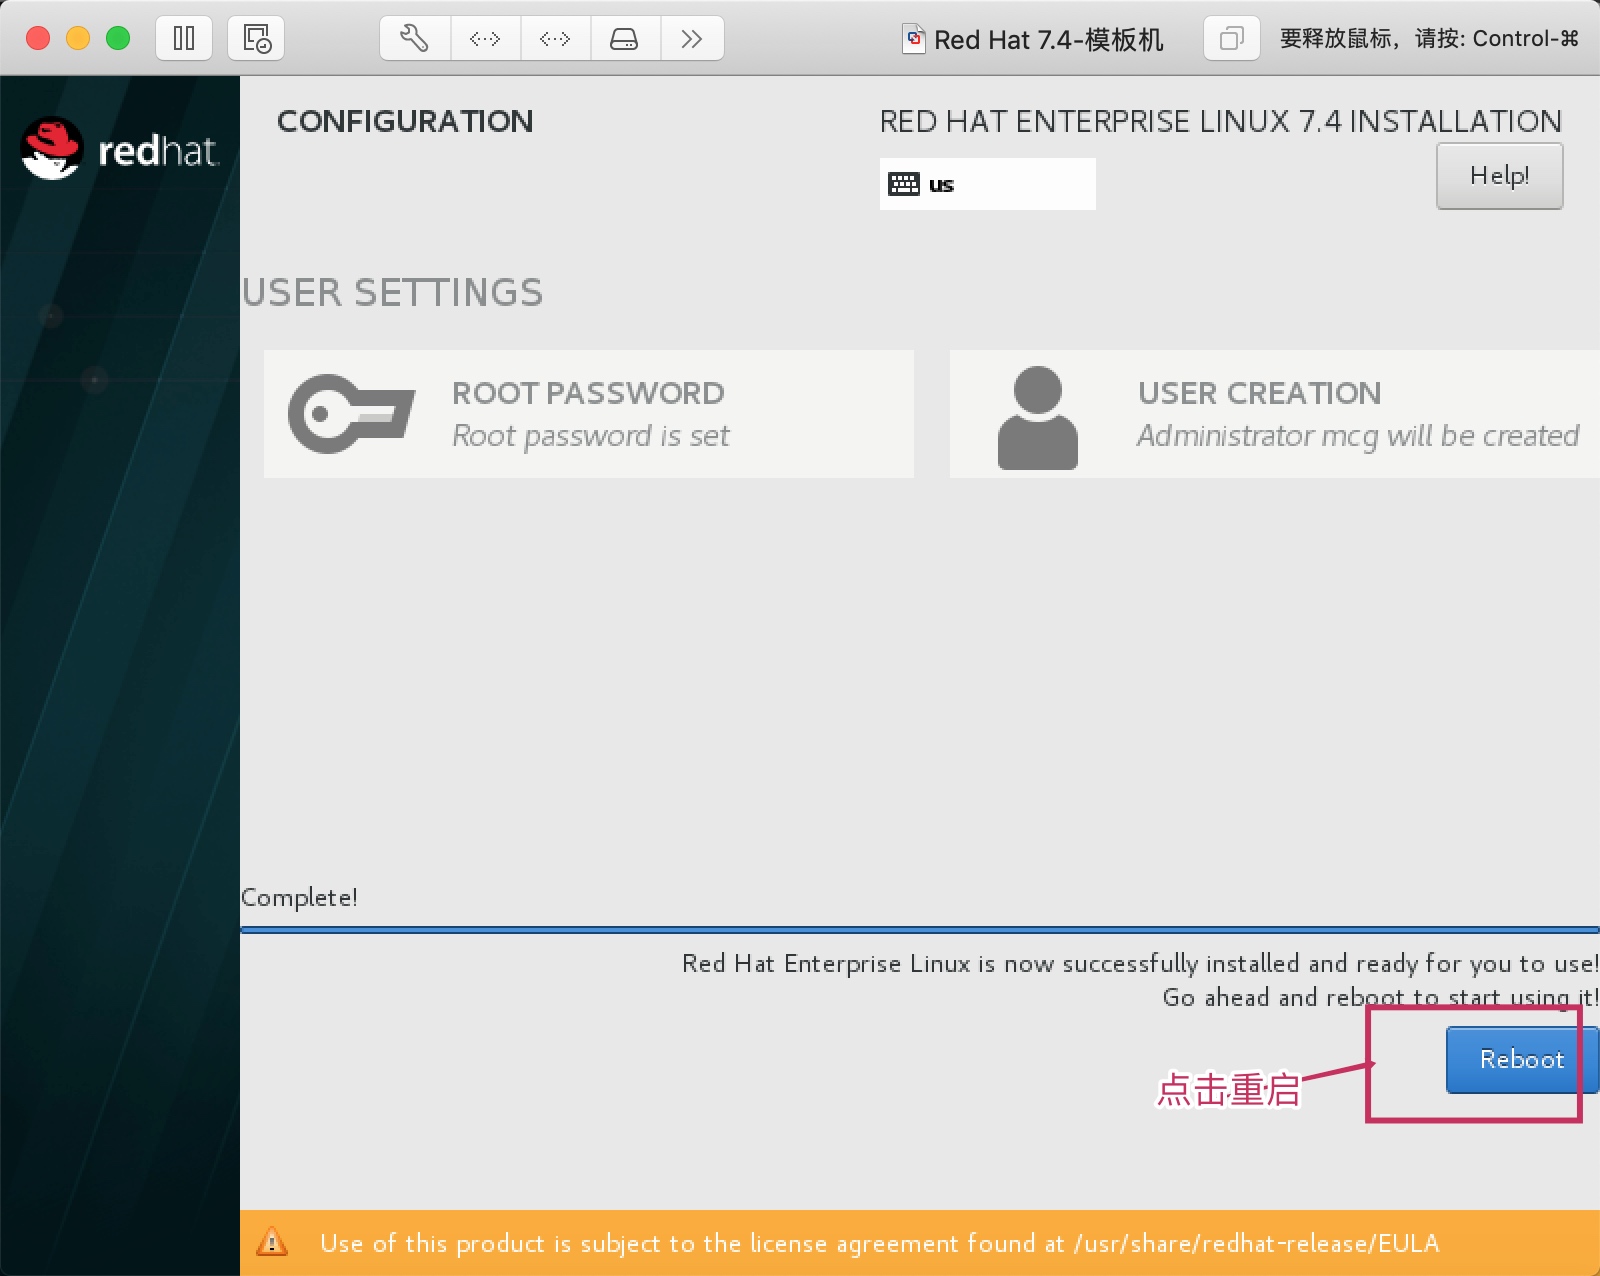 Red Hat 7.4-模板机
要释放鼠标，请按: Control-⌘
redhat.
CONFIGURATION
RED HAT ENTERPRISE LINUX 7.4 INSTALLATION
us
Help!
USER SETTINGS
ROOT PASSWORD
Root password is set
USER CREATION
Administrator mcg will be created
Complete!
Red Hat Enterprise Linux is now successfully installed and ready for you to use!
Go ahead and reboot to start using it!
Reboot
点击重启
Use of this product is subject to the license agreement found at /usr/share/redhat-release/EULA